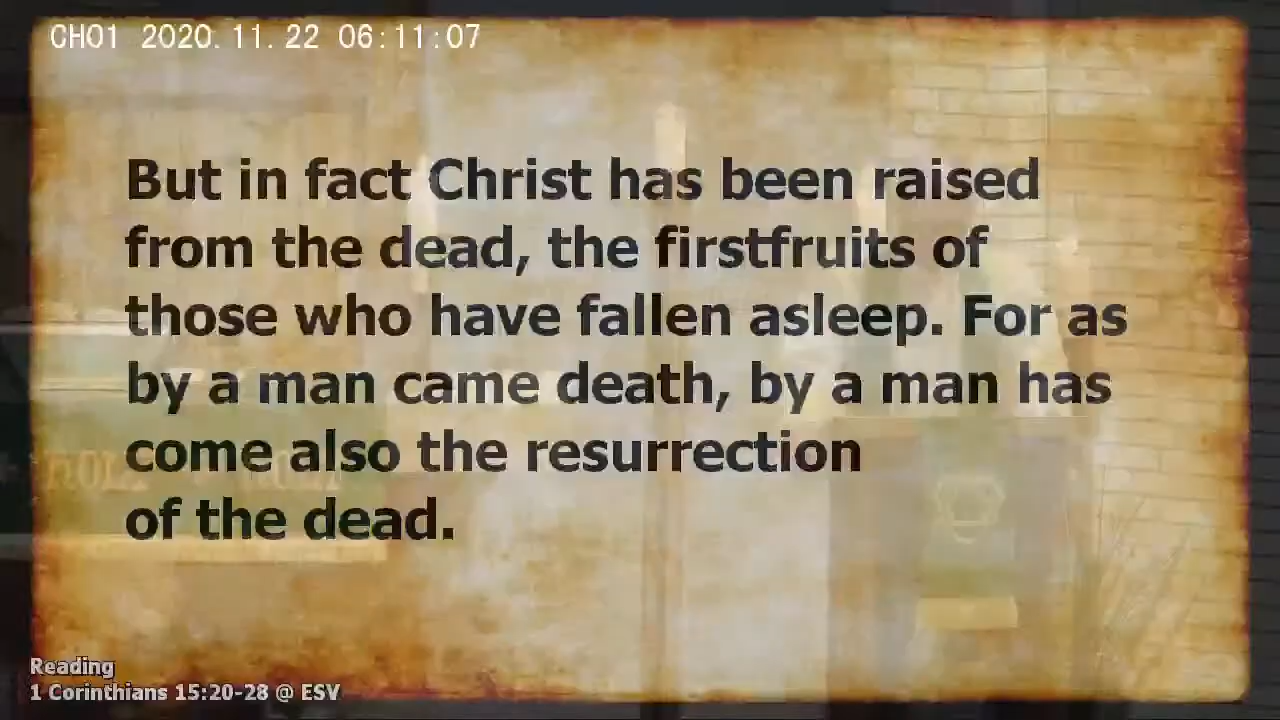 CH01 2020.11.22 06:11:07
But in fact Christ has been raised
from the dead, the firstfruits of
those who have fallen asleep. For as
by a man came death, by a man has
come also the resurrection
of the dead.
Reading
1 Corinthians 15:20-28 @ ESV